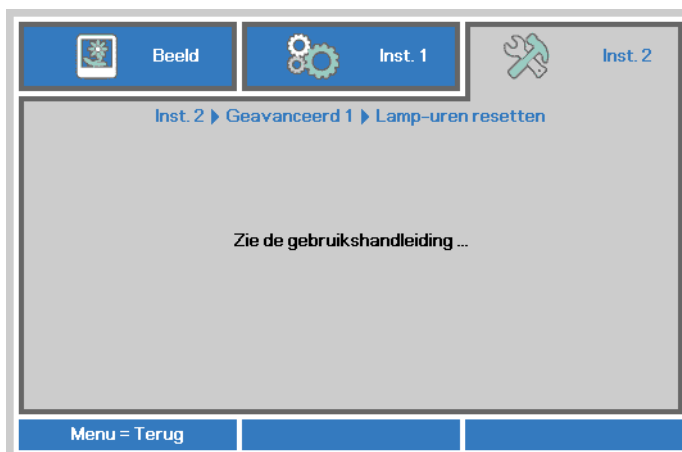 Beeld
Inst. 1
Inst. 2
Inst. 2 ▶ Geavanceerd 1 ▶ Lamp-uren resetten
Zie de gebruikshandleiding ...
Menu = Terug